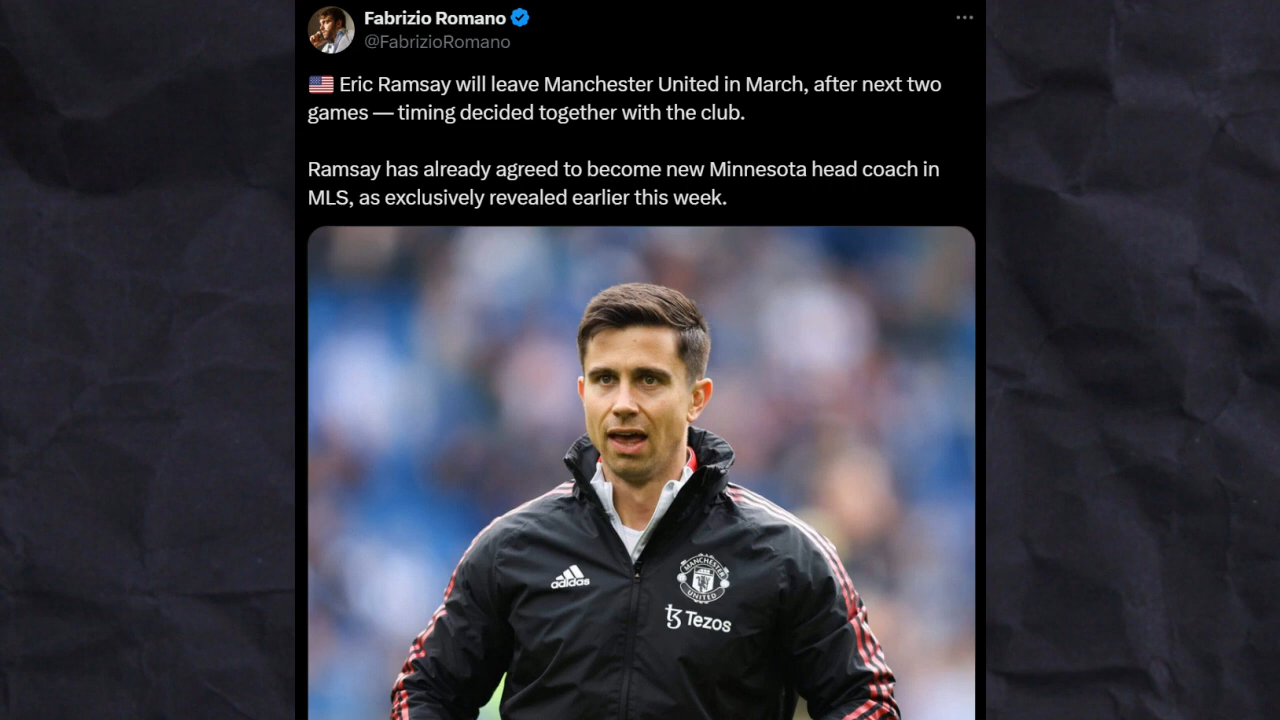 Fabrizio Romano
@FabrizioRomano
🇺🇸 Eric Ramsay will leave Manchester United in March, after next two
games — timing decided together with the club.
Ramsay has already agreed to become new Minnesota head coach in
MLS, as exclusively revealed earlier this week.
adidas
MANCHESTER
UNITED
Tezos